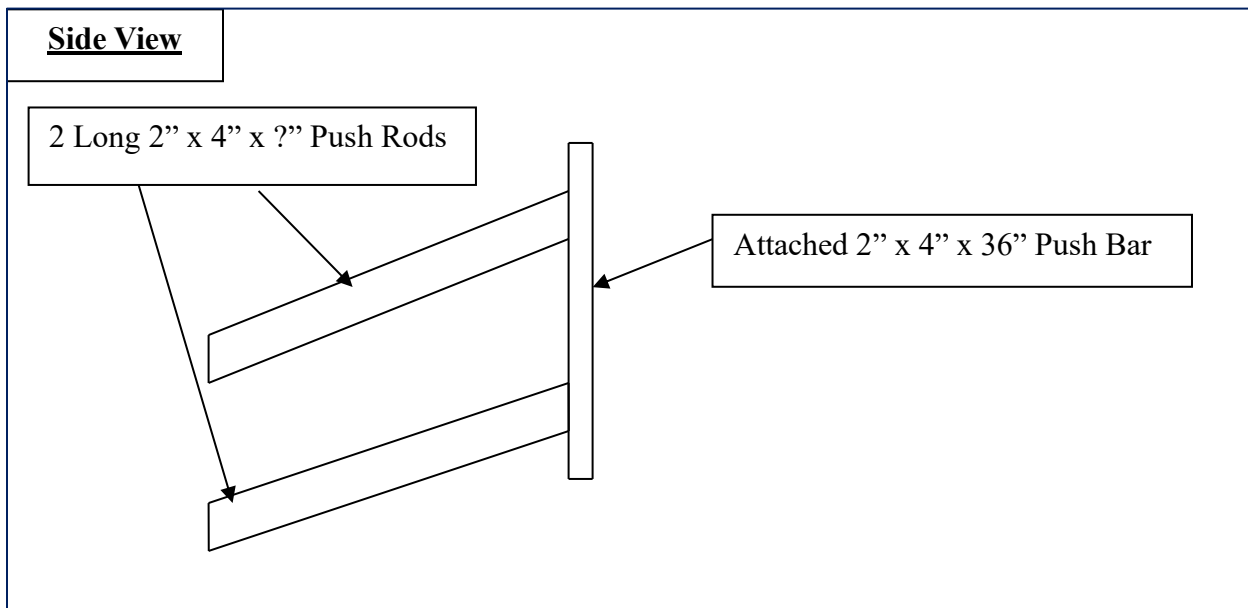 Side View
2 Long 2” x 4” x ?” Push Rods
Attached 2” x 4” x 36” Push Bar